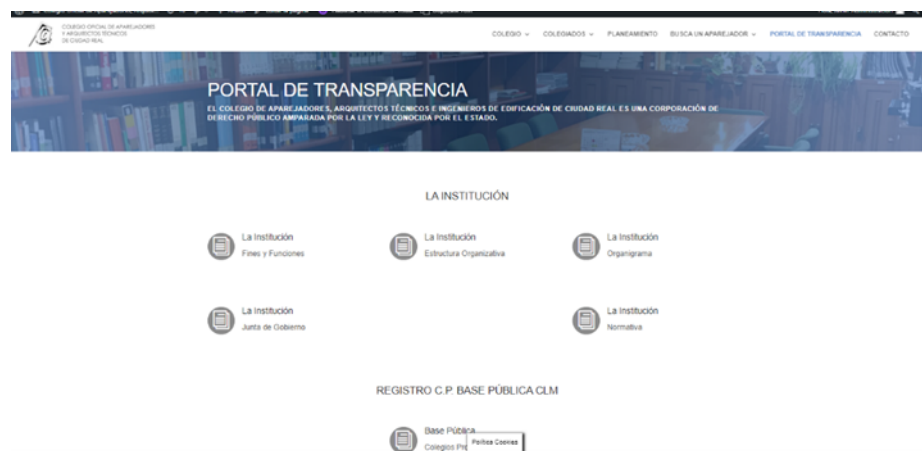 COLEGIO OFICIAL DE APAREJADORES
Y ARQUITECTOS TÉCNICOS
DE CIUDAD REAL
COLEGIO
COLEGIADOS
PLANEAMIENTO
BUSCA UN APAREJADOR
PORTAL DE TRANSPARENCIA
CONTACTO
PORTAL DE TRANSPARENCIA
EL COLEGIO DE APAREJADORES, ARQUITECTOS TÉCNICOS E INGENIEROS DE EDIFICACIÓN DE CIUDAD REAL ES UNA CORPORACIÓN DE
DERECHO PÚBLICO AMPARADA POR LA LEY Y RECONOCIDA POR EL ESTADO.
LA INSTITUCIÓN
La Institución
Fines y Funciones
La Institución
Estructura Organizativa
La Institución
Organigrama
La Institución
Junta de Gobierno
La Institución
Normativa
REGISTRO C.P. BASE PÚBLICA CLM
Base Pública
Colegios
Política Cookies